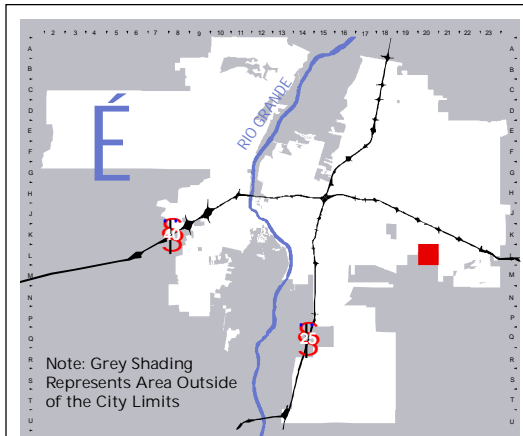 2 3 4 5 6 7 8 9 10 11 12 13 14 15 16 17 18 19 20 21 22 23
A A
B B
C C
D D
E E
F F
G G
H H
J J
K K
L L
M M
N N
P P
Q Q
R R
S S
T T
U U
RIO GRANDE
É
40
25
Note: Grey Shading
Represents Area Outside
of the City Limits